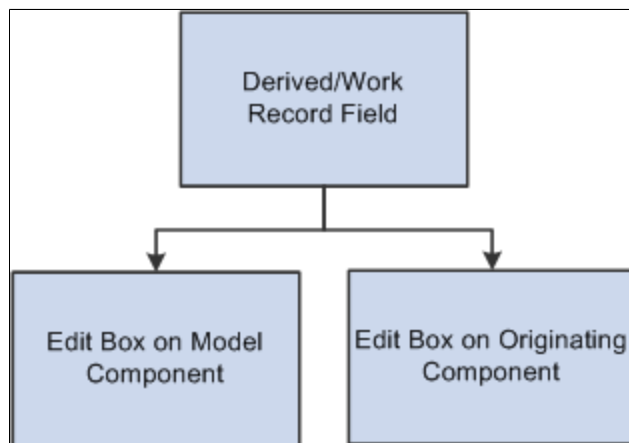 Derived/Work
Record Field
Edit Box on Model
Component
Edit Box on Originating
Component